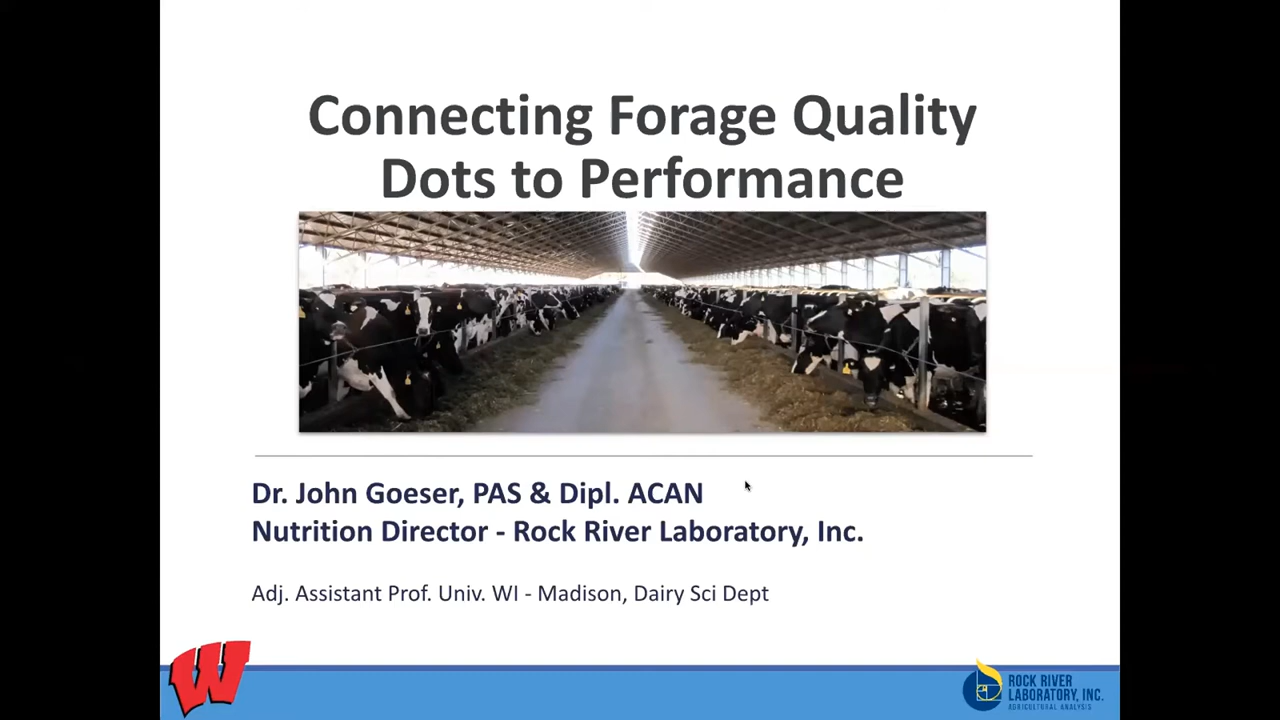 Connecting Forage Quality
Dots to Performance
Dr. John Goeser, PAS & Dipl. ACAN
Nutrition Director - Rock River Laboratory, Inc.
Adj. Assistant Prof. Univ. WI - Madison, Dairy Sci Dept
W
ROCK RIVER
LABORATORY, INC.
AGRICULTURAL ANALYSIS